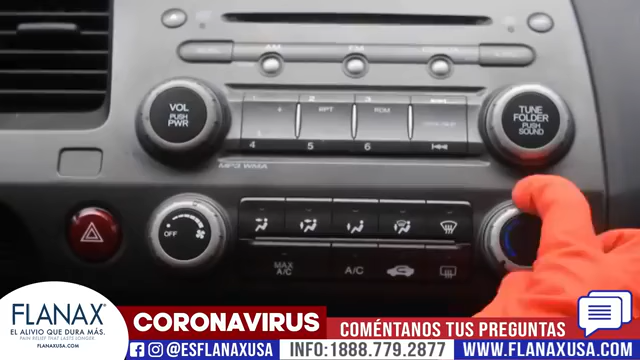 AM
FM
VOL
PUSH
PWR
1
2
3
RPT
RDM
4
5
6
TUNE
FOLDER
PUSH
SOUND
MP3 WMA
OFF
MAX
A/C
A/C
FLANAX®
EL ALIVIO QUE DURA MÁS.
PAIN RELIEF THAT LASTS LONGER
FLANAXUSA.COM
CORONAVIRUS
COMÉNTANOS TUS PREGUNTAS
@ESFLANAXUSA
INFO:1888.779.2877
WWW.FLANAXUSA.COM